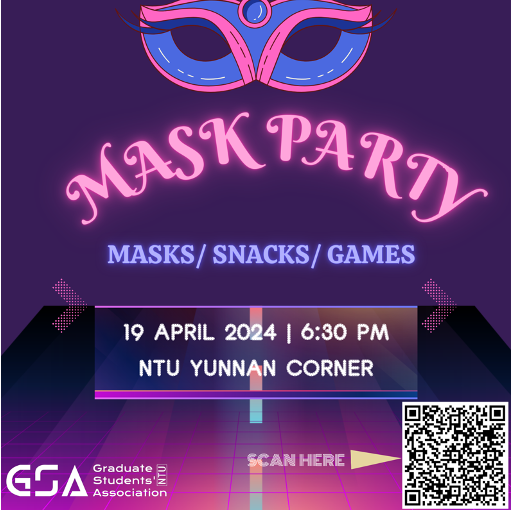 MASK PARTY
MASKS/ SNACKS/ GAMES
19 APRIL 2024 | 6:30 PM
NTU YUNNAN CORNER
SCAN HERE
GSA
Graduate
Students'
Association
NTU